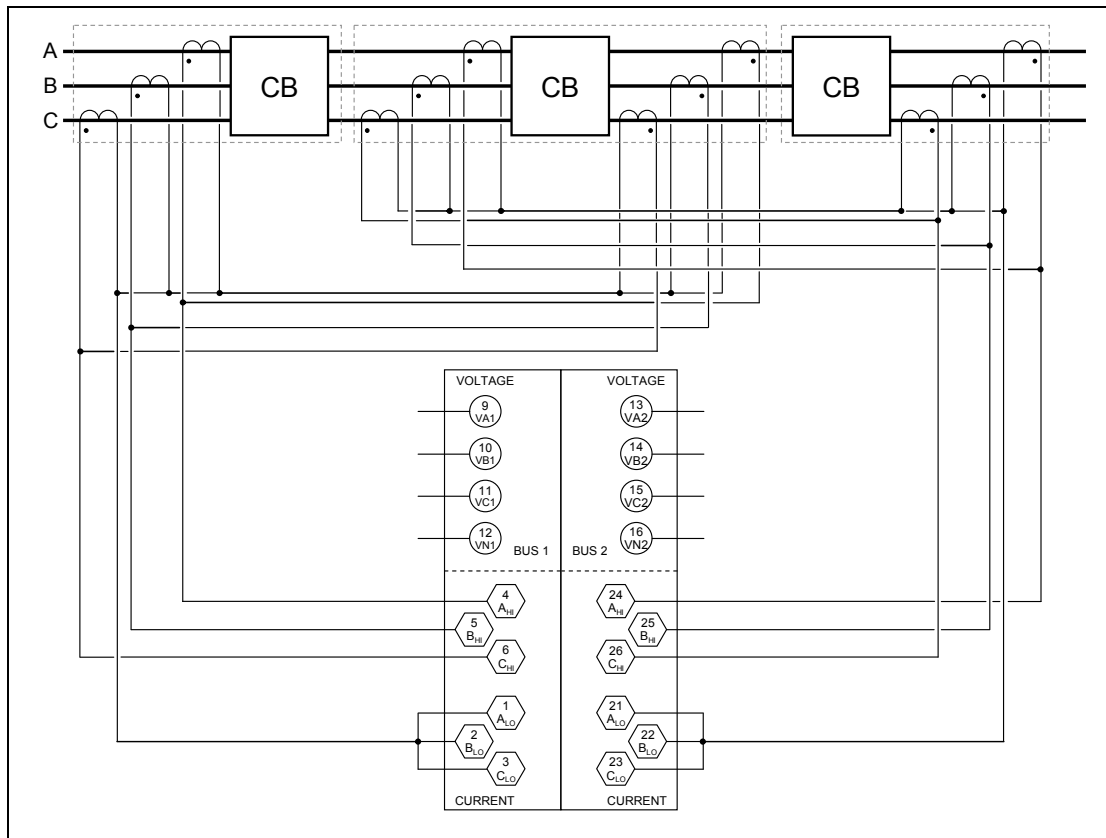 A
B
C
CB
CB
CB
VOLTAGE
VOLTAGE
9
VA1
13
VA2
10
VB1
14
VB2
11
VC1
15
VC2
12
VN1
16
VN2
BUS 1
BUS 2
4
AHI
24
AHI
5
BHI
25
BHI
6
CHI
26
CHI
1
ALO
21
ALO
2
BLO
22
BLO
3
CLO
23
CLO
CURRENT
CURRENT